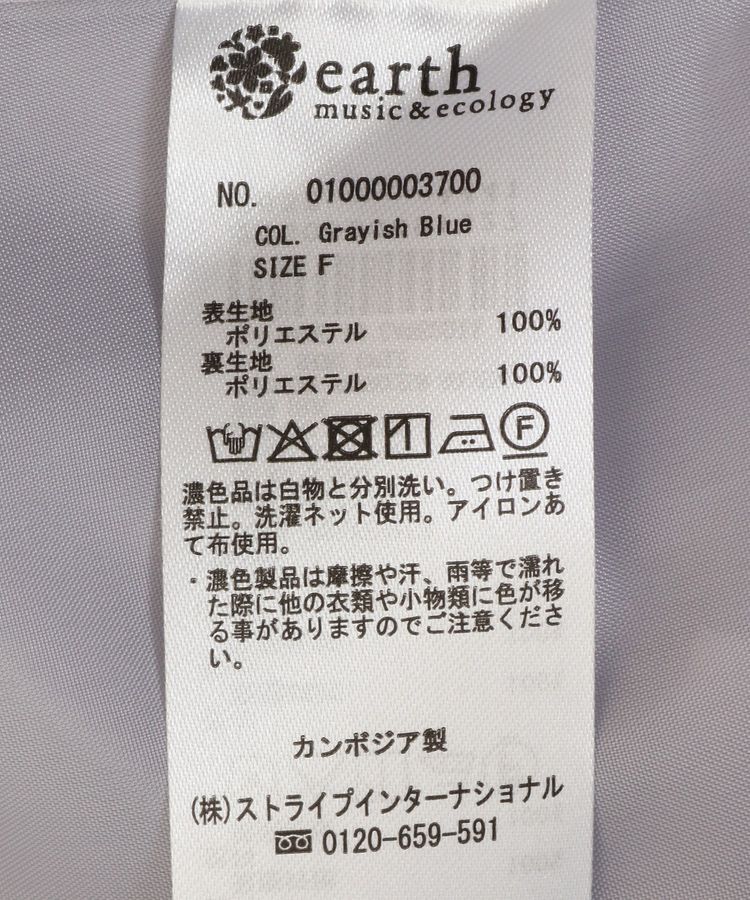 earth
music&ecology
NO. 01000003700
COL. Grayish Blue
SIZE F
表生地
ポリエステル 100%
裏生地
ポリエステル 100%
F
濃色品は白物と分別洗い。つけ置き
禁止。洗濯ネット使用。アイロンあ
て布使用。
・濃色製品は摩擦や汗、雨等で濡れ
た際に他の衣類や小物類に色が移
る事がありますのでご注意くださ
い。
カンボジア製
(株)ストライプインターナショナル
0120-659-591